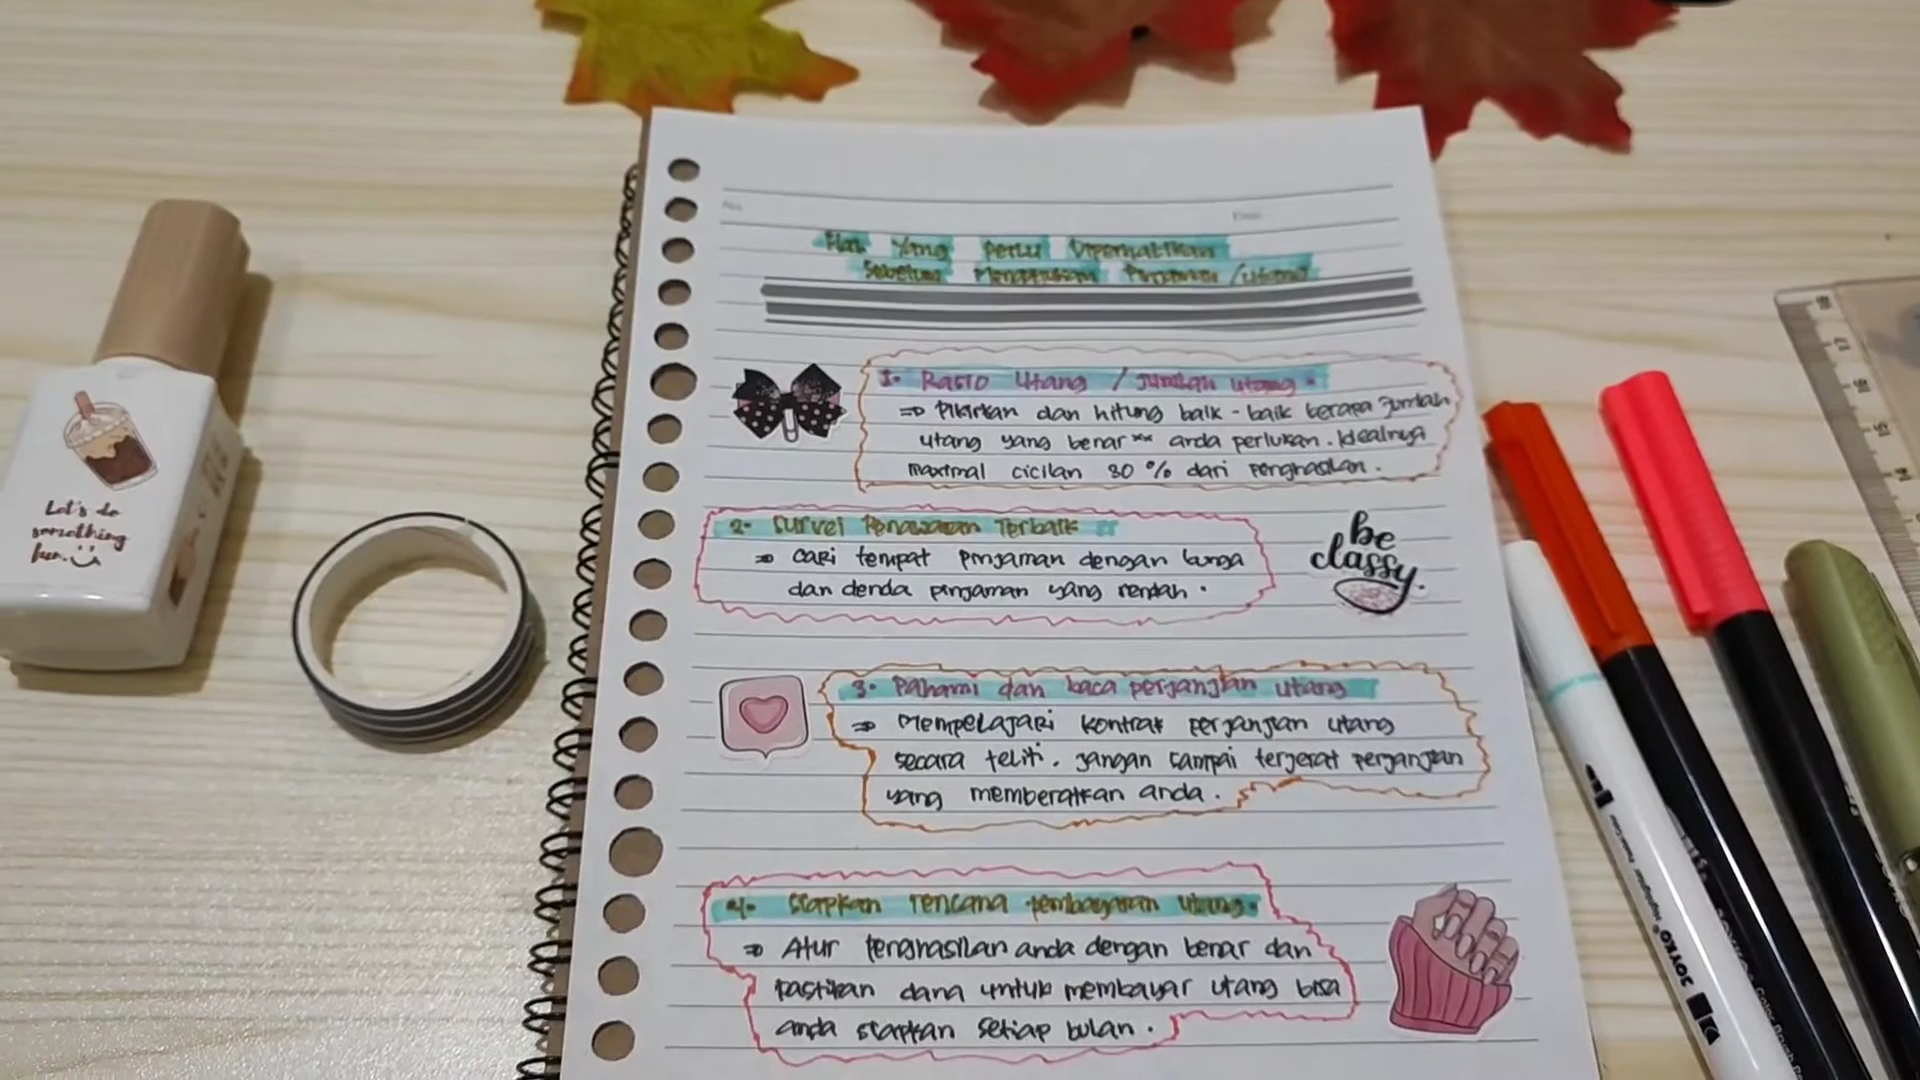 No.
Date
Hal Yang Perlu Diperhatikan
Sebelum Mengajukan Pinjaman / Utang
1. Rasio Utang / Jumlah utang.
=> Pikirkan dan hitung baik - baik berapa Jumlah
utang yang benar ** anda perlukan. Idealnya
maximal cicilan 30 % dari penghasilan.
2. Survei Penawaran Terbaik
=> Cari tempat pinjaman dengan bunga
dan denda pinjaman yang rendah.
be
classy.
3. Pahami dan baca perjanjian utang
=> Mempelajari kontrak perjanjian utang
secara teliti. Jangan sampai terjerat perjanjian
yang memberatkan anda.
4. Siapkan rencana pembayaran utang.
=> Atur Penghasilan anda dengan benar dan
Pastikan dana untuk membayar utang bisa
anda siapkan setiap bulan.
Let's do
something
fun.
JOYKO
Highlighter